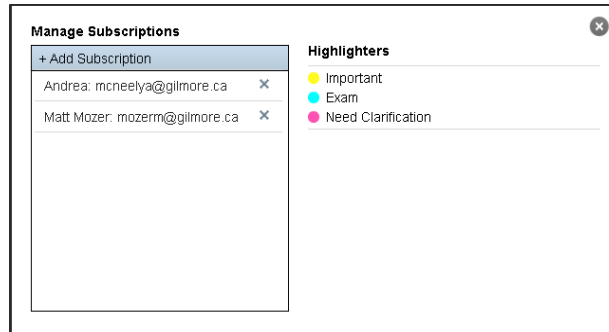 Manage Subscriptions
+ Add Subscription
Andrea: mcneelya@gilmore.ca
Matt Mozer: mozerm@gilmore.ca
Highlighters
Important
Exam
Need Clarification